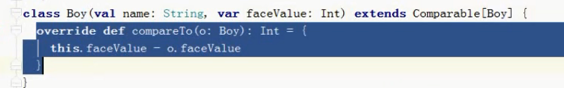 class Boy(val name: String, var faceValue: Int) extends Comparable[Boy] {
override def compareTo(o: Boy): Int = {
this.faceValue - o.faceValue
}
}